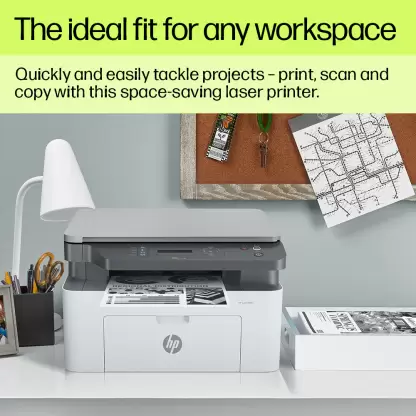 The ideal fit for any workspace
Quickly and easily tackle projects – print, scan and
copy with this space-saving laser printer.
hp